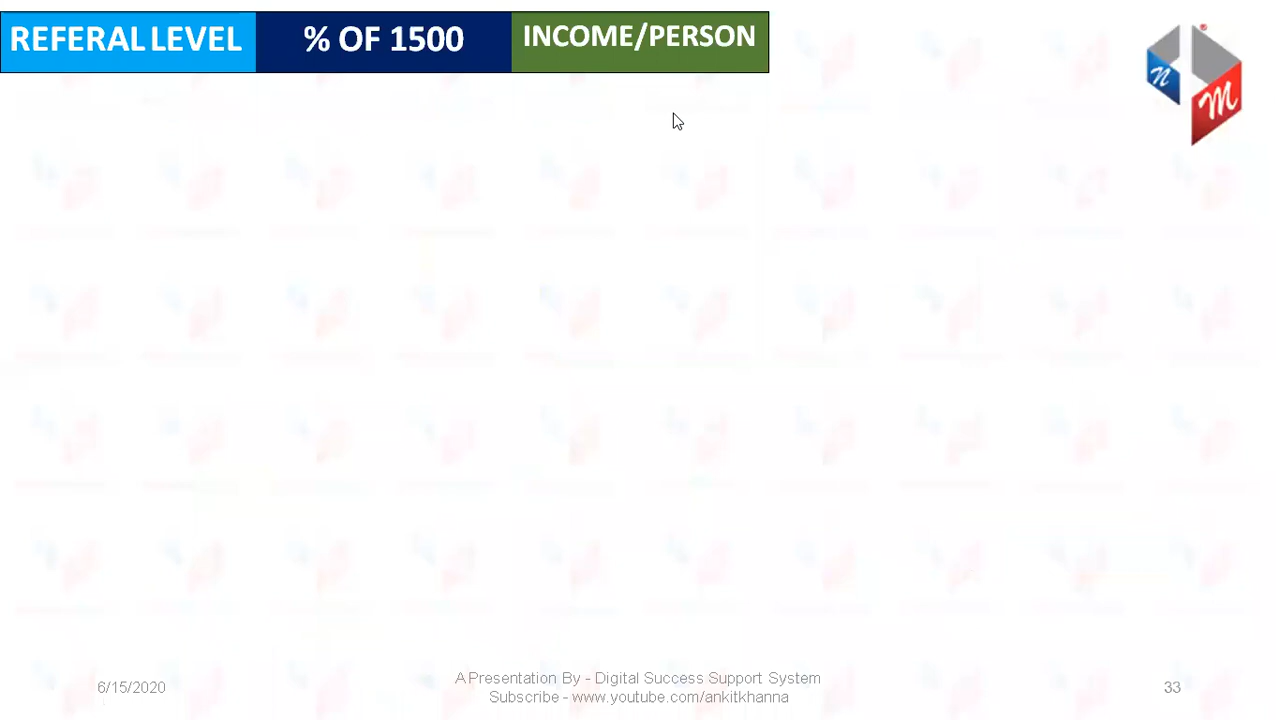 REFERAL LEVEL % OF 1500 INCOME/PERSON
n
m
6/15/2020
A Presentation By - Digital Success Support System
Subscribe - www.youtube.com/ankitkhanna
33